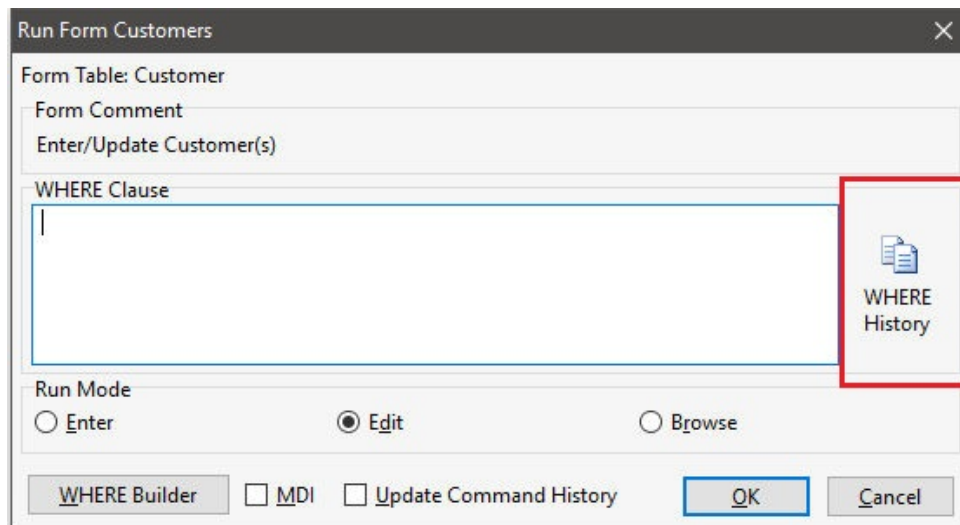 Run Form Customers
Form Table: Customer
Form Comment
Enter/Update Customer(s)
WHERE Clause
WHERE
History
Run Mode
Enter Edit Browse
WHERE Builder MDI Update Command History OK Cancel